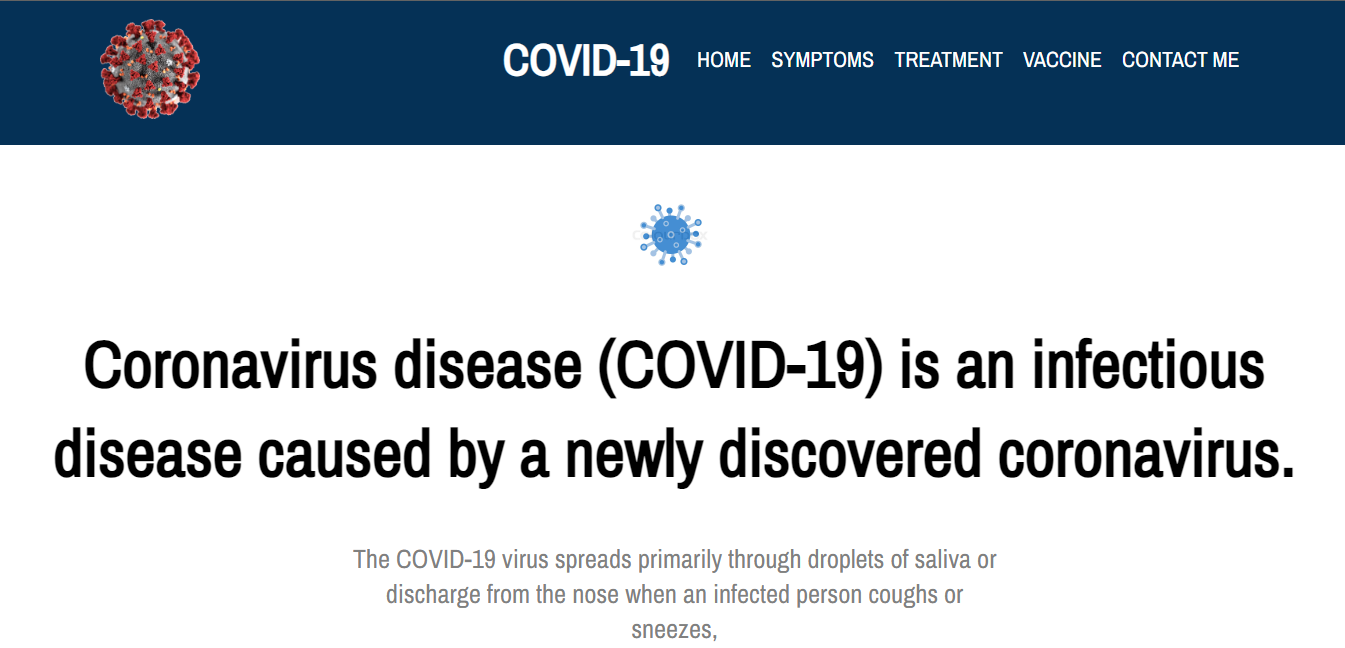 COVID-19 HOME SYMPTOMS TREATMENT VACCINE CONTACT ME
Coronavirus disease (COVID-19) is an infectious
disease caused by a newly discovered coronavirus.
The COVID-19 virus spreads primarily through droplets of saliva or
discharge from the nose when an infected person coughs or
sneezes,